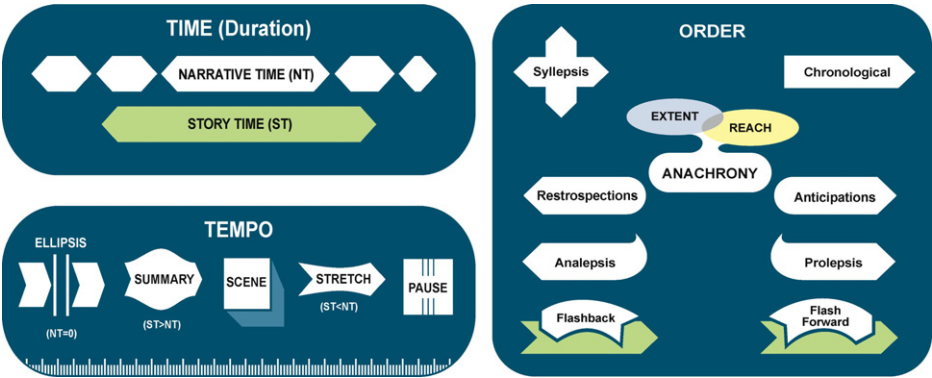 TIME (Duration)
NARRATIVE TIME (NT)
STORY TIME (ST)
TEMPO
ELLIPSIS
(NT=0)
SUMMARY
(ST>NT)
SCENE
STRETCH
(ST<NT)
PAUSE
ORDER
Syllepsis
Chronological
EXTENT
REACH
ANACHRONY
Restrospections
Anticipations
Analepsis
Prolepsis
Flashback
Flash
Forward